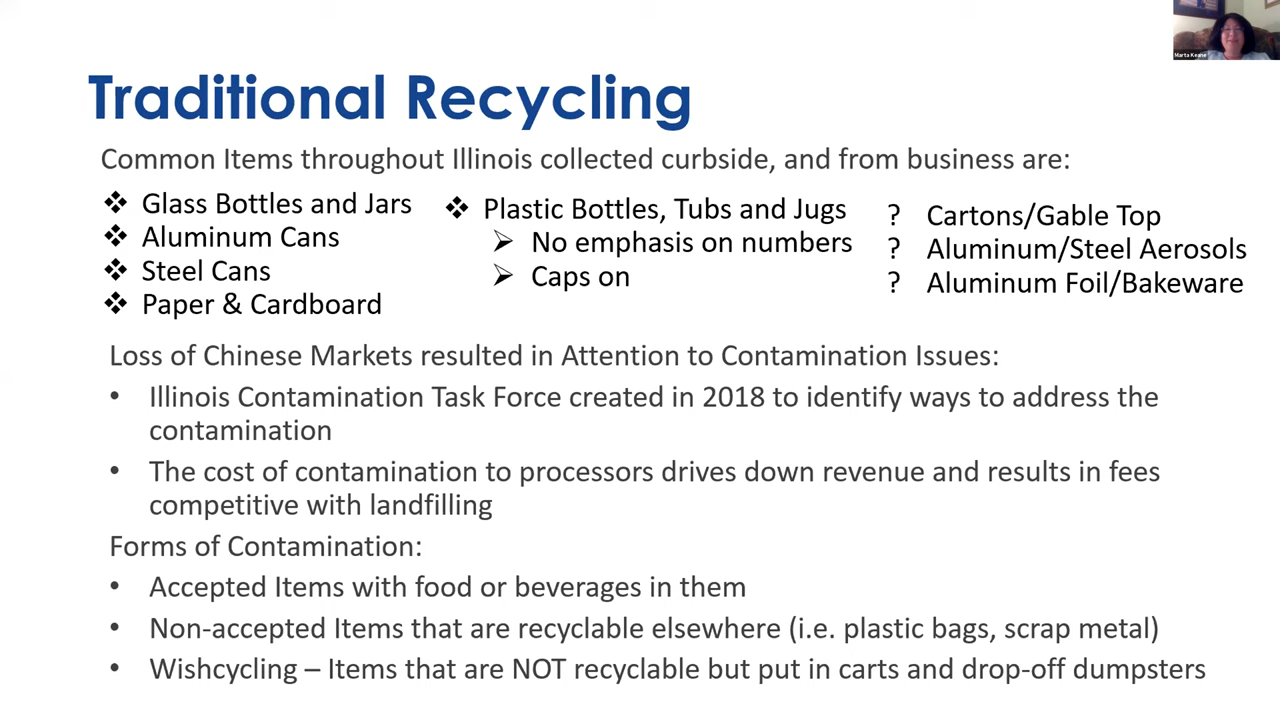 Marta Keane
Traditional Recycling
Common Items throughout Illinois collected curbside, and from business are:
❖ Glass Bottles and Jars
❖ Aluminum Cans
❖ Steel Cans
❖ Paper & Cardboard
❖ Plastic Bottles, Tubs and Jugs
➢ No emphasis on numbers
➢ Caps on
? Cartons/Gable Top
? Aluminum/Steel Aerosols
? Aluminum Foil/Bakeware
Loss of Chinese Markets resulted in Attention to Contamination Issues:
• Illinois Contamination Task Force created in 2018 to identify ways to address the
contamination
• The cost of contamination to processors drives down revenue and results in fees
competitive with landfilling
Forms of Contamination:
• Accepted Items with food or beverages in them
• Non-accepted Items that are recyclable elsewhere (i.e. plastic bags, scrap metal)
• Wishcycling – Items that are NOT recyclable but put in carts and drop-off dumpsters